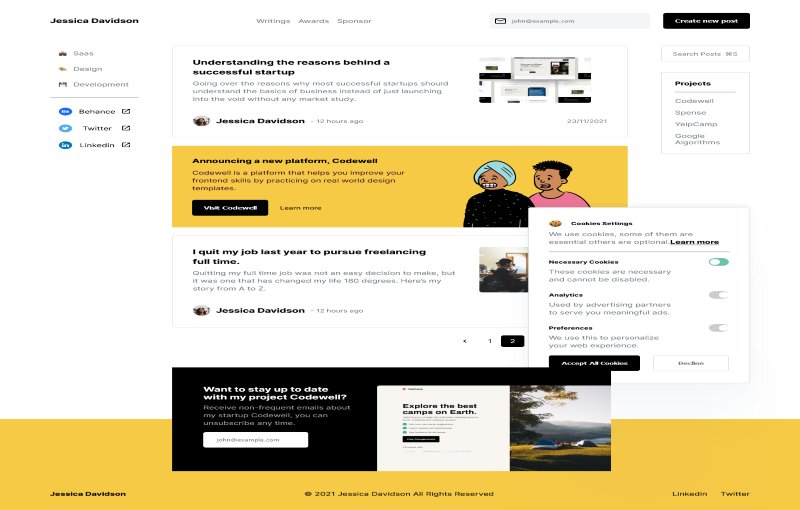 Jessica Davidson
Writings Awards Sponsor
john@example.com
Create new post
Saas
Design
Development
Behance
Twitter
Linkedin
Understanding the reasons behind a
successful startup
Going over the reasons why most successful startups should
understand the basics of business instead of just launching
into the void without any market study.
Jessica Davidson - 12 hours ago
23/11/2021
Search Posts ⌘S
Projects
Codewell
Spense
YelpCamp
Google
Algorithms
Announcing a new platform, Codewell
Codewell is a platform that helps you improve your
frontend skills by practicing on real world design
templates.
Visit Codewell
Learn more
I quit my job last year to pursue freelancing
full time.
Quitting my full time job was not an easy decision to make, but
it was one that has changed my life 180 degrees. Here's my
story from A to Z.
Jessica Davidson - 12 hours ago
< 1 2
Cookies Settings
We use cookies, some of them are
essential others are optional.Learn more
Necessary Cookies
These cookies are necessary
and cannot be disabled.
Analytics
Used by advertising partners
to serve you meaningful ads.
Preferences
We use this to personalize
your web experience.
Accept All Cookies
Decline
Want to stay up to date
with my project Codewell?
Receive non-frequent emails about
my startup Codewell, you can
unsubscribe any time.
john@example.com
Explore the best
camps on Earth.
Jessica Davidson
© 2021 Jessica Davidson All Rights Reserved
Linkedin Twitter